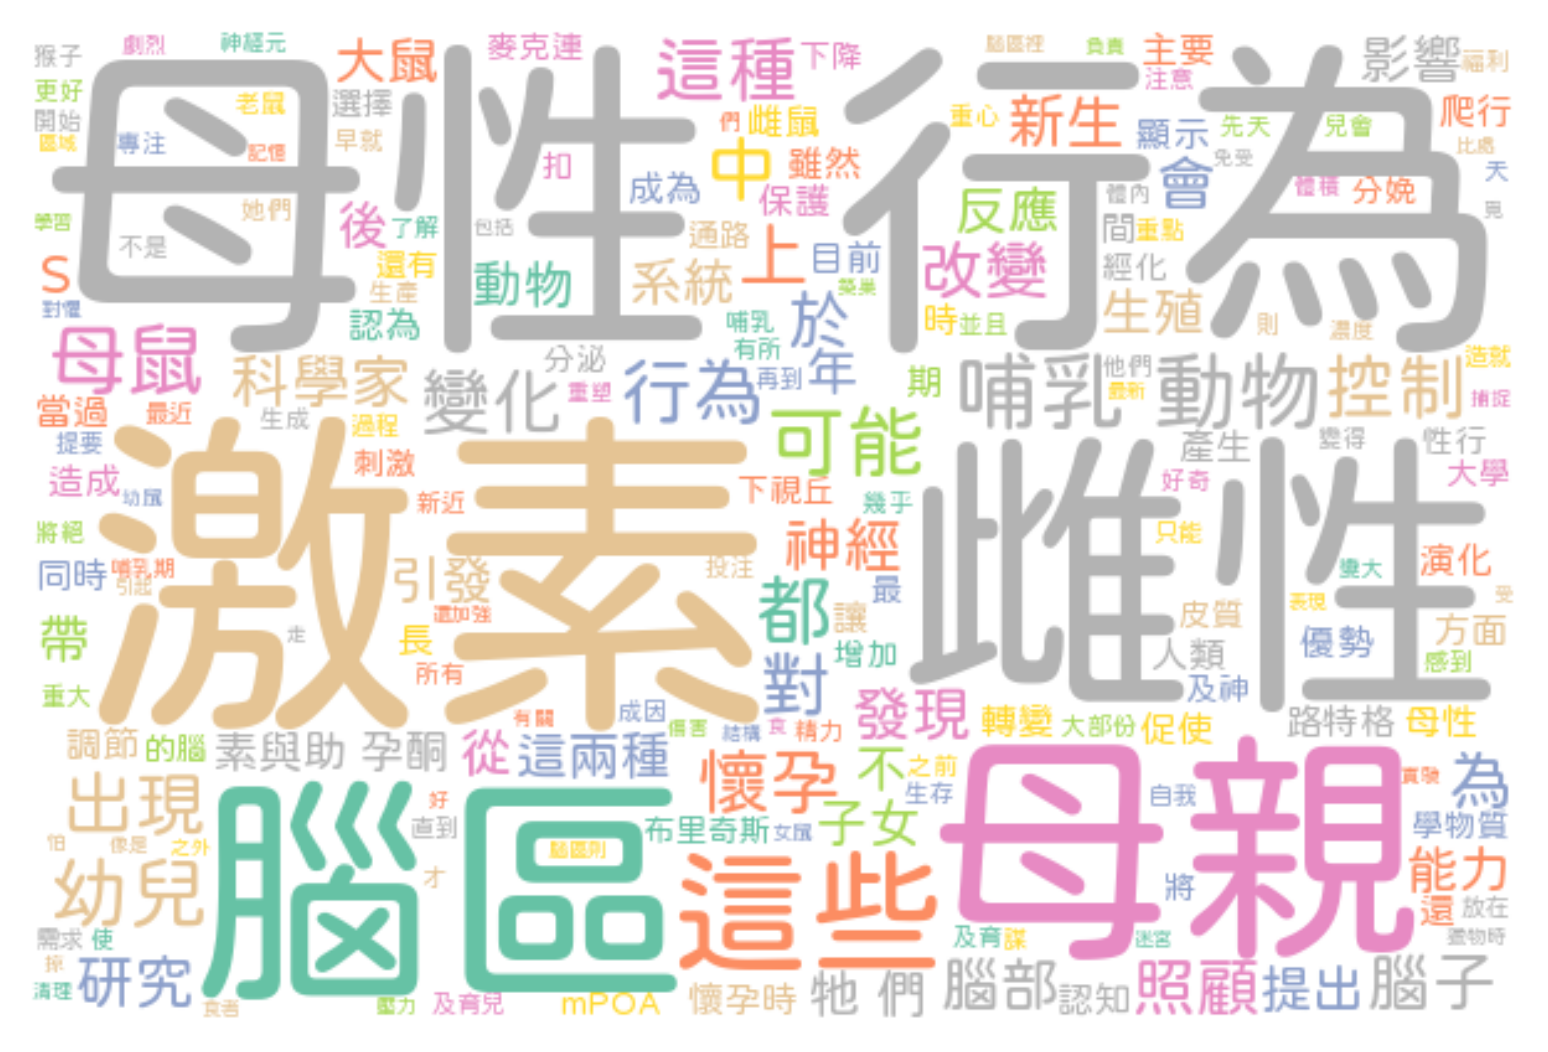 猴子 劇烈 神經元 大鼠 麥克連 這種 下降 腦區裡 負責 主要 影響 福利
更好 老鼠 選擇 注意
母性行為
開始 區域 專注 記憶 早就 們 雌鼠 重心 新生 顯示 先天 兒會 爬行 比處
扣 中 雖然 免受 天
學習 她們 成為 保護 反應 體內 會 體積 分娩 覓
不是 後 了解 包括 通路 上 目前 間 重點
S 還有 動物 系統 改變 經化
對懼 生產 認為 築巢 於 時 並且 生殖 則 濃度
母鼠 哺乳 有所 造就
科學家 分泌 變化 重塑 行為 再到 年 期 哺乳動物 他們 最新 控制 捕捉
當過 最近 生成 過程 可能
提要 產生 變得 性行
造成 幼鼠 刺激 下視丘 好奇 大學
激素 雌性
將絕 新近 幾乎 神經 只能
同時 哺乳期 引起 引發 投注 最 變大 演化
還加強 都 讓 皮質 表現 受
帶 走 長 增加 人類 優勢 方面
重大 所有 對 及神 感到
有關 成因 傷害 結構 食 精力 發現 轉變 大部份 促使 路特格 母性
調節 的腦 素與助 孕酮 從 這兩種 懷孕 不 之前 實驗 為
出現 好 生存 自我
腦區 母親
伯 像是 之外 直到 布里奇斯 女鼠 子女 學物質
幼兒 才 腦區則 這些 將 能力
還 放在
需求 使 及育 謀 迷宮 動物時
掉 研究 腦部 照顧 提出 腦子
清理 食者 壓力 及育兒 mPOA 懷孕時 牠們 認知